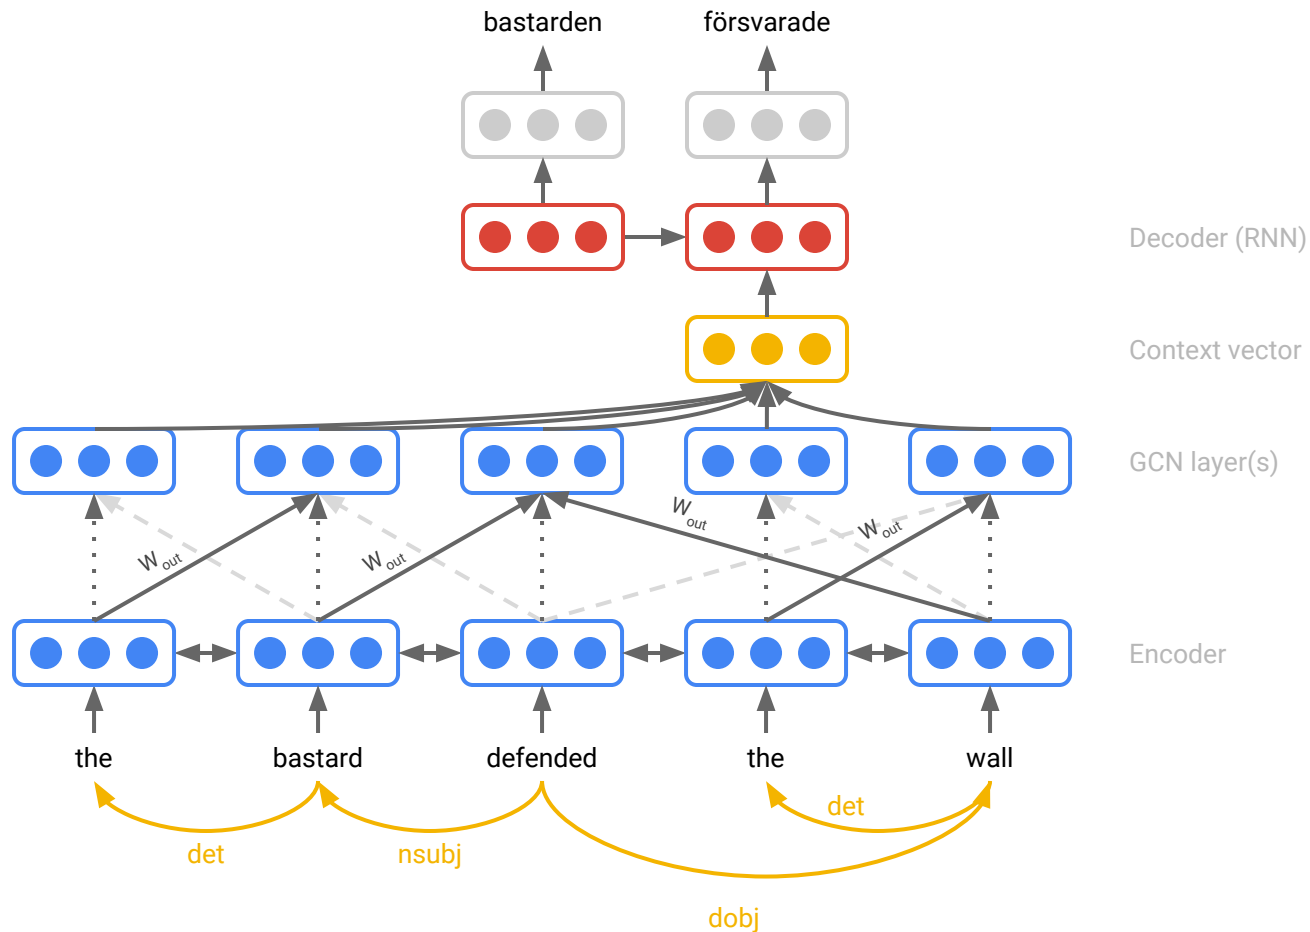 bastarden försvarade
Decoder (RNN)
Context vector
GCN layer(s)
W out
W out
W out
W out
Encoder
the bastard defended the wall
det
det nsubj
dobj